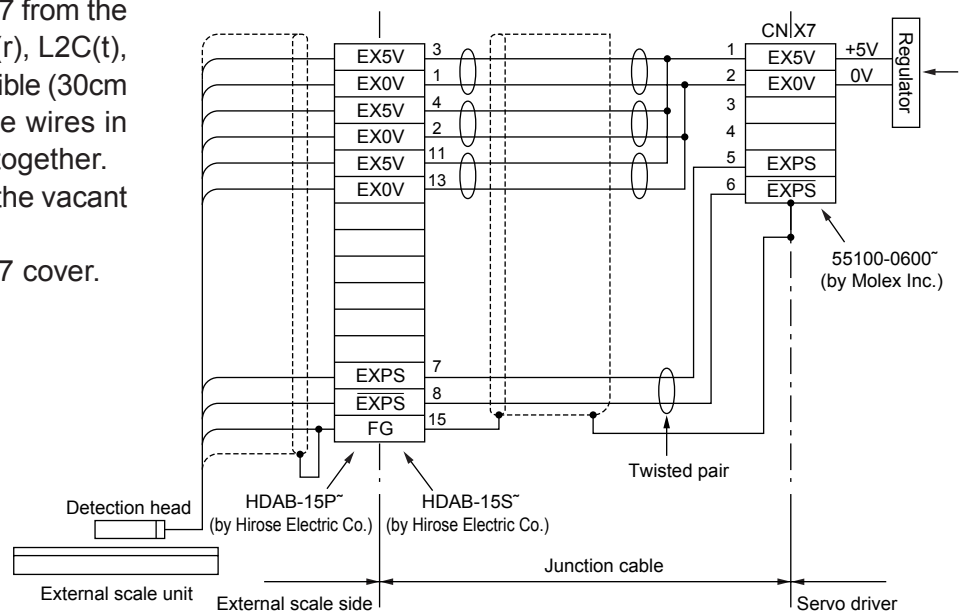 7 from the
(r), L2C(t),
ible (30cm
e wires in
together.
the vacant
7 cover.
CN X7
EX5V 3 1 EX5V +5V
EX0V 1 2 EX0V 0V
Regulator
EX5V 4 3
EX0V 2 4
EX5V 11 5 EXPS
EX0V 13 6 EXPS
55100-0600˜
(by Molex Inc.)
EXPS 7
EXPS 8
FG 15
Twisted pair
HDAB-15P˜ HDAB-15S˜
(by Hirose Electric Co.) (by Hirose Electric Co.)
Detection head
External scale unit
Junction cable
External scale side
Servo driver